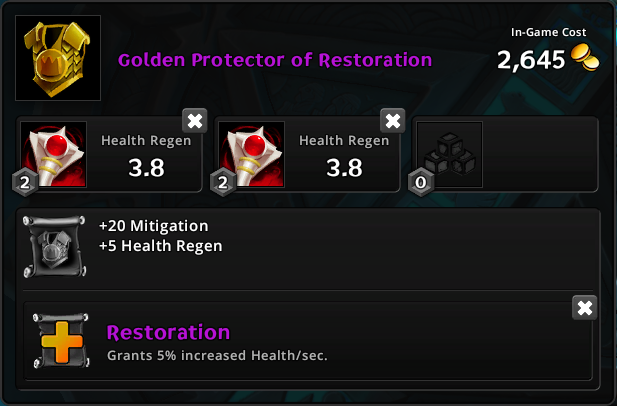 In-Game Cost
Golden Protector of Restoration
2,645
Health Regen
3.8
2
Health Regen
3.8
2
0
+20 Mitigation
+5 Health Regen
Restoration
Grants 5% increased Health/sec.